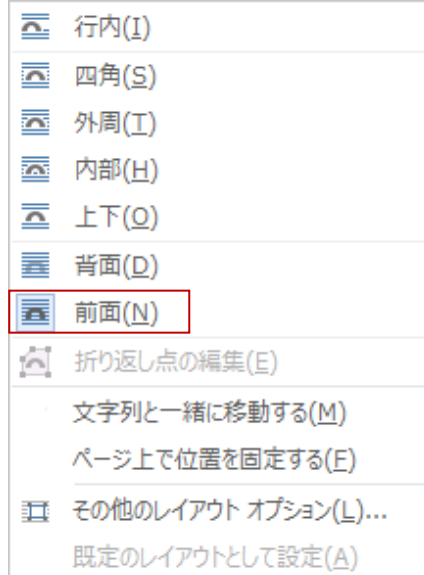 行内(I)
四角(S)
外周(T)
内部(H)
上下(O)
背面(D)
前面(N)
折り返し点の編集(E)
文字列と一緒に移動する(M)
ページ上で位置を固定する(F)
その他のレイアウト オプション(L)...
既定のレイアウトとして設定(A)